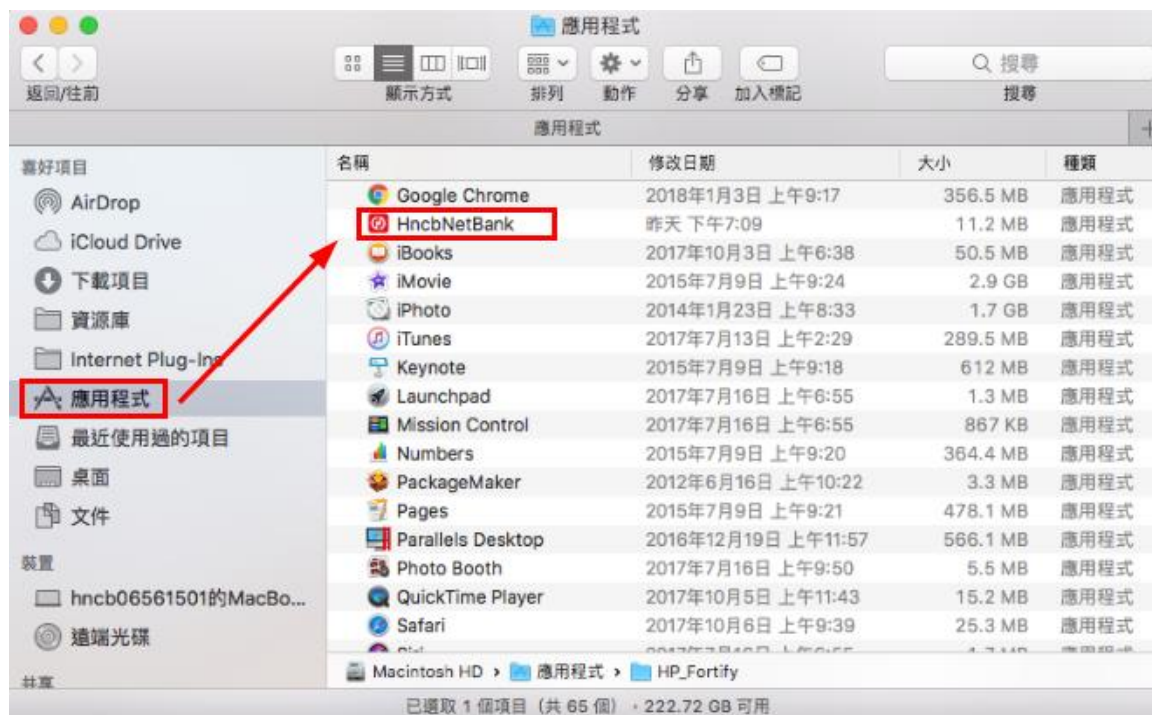 應用程式
搜尋
返回/往前 顯示方式 排列 動作 分享 加入標記 搜尋
應用程式
喜好項目
AirDrop
iCloud Drive
下載項目
資源庫
Internet Plug-Ins
應用程式
最近使用過的項目
桌面
文件
裝置
hncb06561501的MacBo...
遠端光碟
共享
名稱 修改日期 大小 種類
Google Chrome 2018年1月3日 上午9:17 356.5 MB 應用程式
HncbNetBank 昨天 下午7:09 11.2 MB 應用程式
iBooks 2017年10月3日 上午6:38 50.5 MB 應用程式
iMovie 2015年7月9日 上午9:24 2.9 GB 應用程式
iPhoto 2014年1月23日 上午8:33 1.7 GB 應用程式
iTunes 2017年7月13日 上午2:29 289.5 MB 應用程式
Keynote 2015年7月9日 上午9:18 612 MB 應用程式
Launchpad 2017年7月16日 上午6:55 1.3 MB 應用程式
Mission Control 2017年7月16日 上午6:55 867 KB 應用程式
Numbers 2015年7月9日 上午9:20 364.4 MB 應用程式
PackageMaker 2012年6月16日 上午10:22 3.3 MB 應用程式
Pages 2015年7月9日 上午9:21 478.1 MB 應用程式
Parallels Desktop 2016年12月19日 上午11:57 566.1 MB 應用程式
Photo Booth 2017年7月16日 上午9:50 5.5 MB 應用程式
QuickTime Player 2017年10月5日 上午11:43 15.2 MB 應用程式
Safari 2017年10月6日 上午9:39 25.3 MB 應用程式
Macintosh HD › 應用程式 › HP_Fortify
已選取 1 個項目（共 65 個），222.72 GB 可用